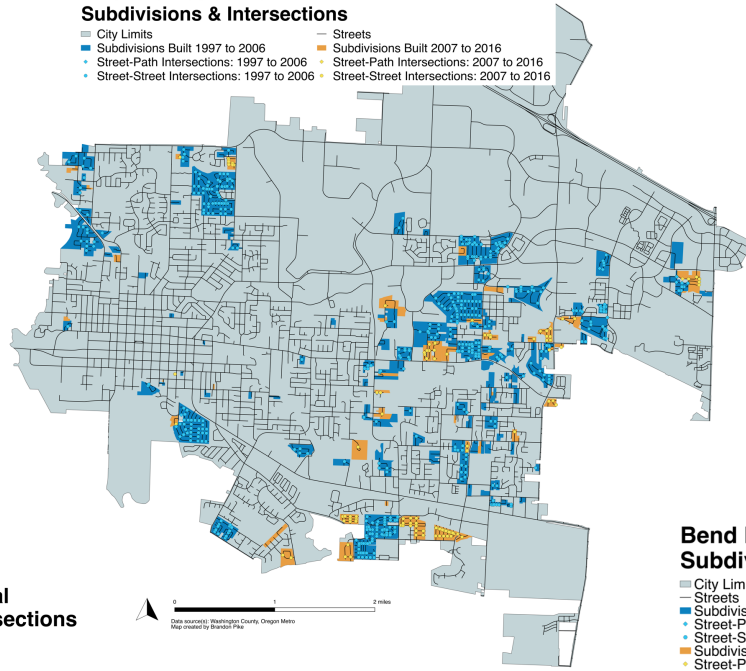 Subdivisions & Intersections
City Limits
Streets
Subdivisions Built 1997 to 2006
Subdivisions Built 2007 to 2016
Street-Path Intersections: 1997 to 2006
Street-Path Intersections: 2007 to 2016
Street-Street Intersections: 1997 to 2006
Street-Street Intersections: 2007 to 2016
al
sections
0 1 2 miles
Data source(s): Washington County, Oregon Metro
Map created by Brandon Pike
Bend
Subdiv
City Lim
Streets
Subdivis
Street-P
Street-S
Subdivis
Street-P